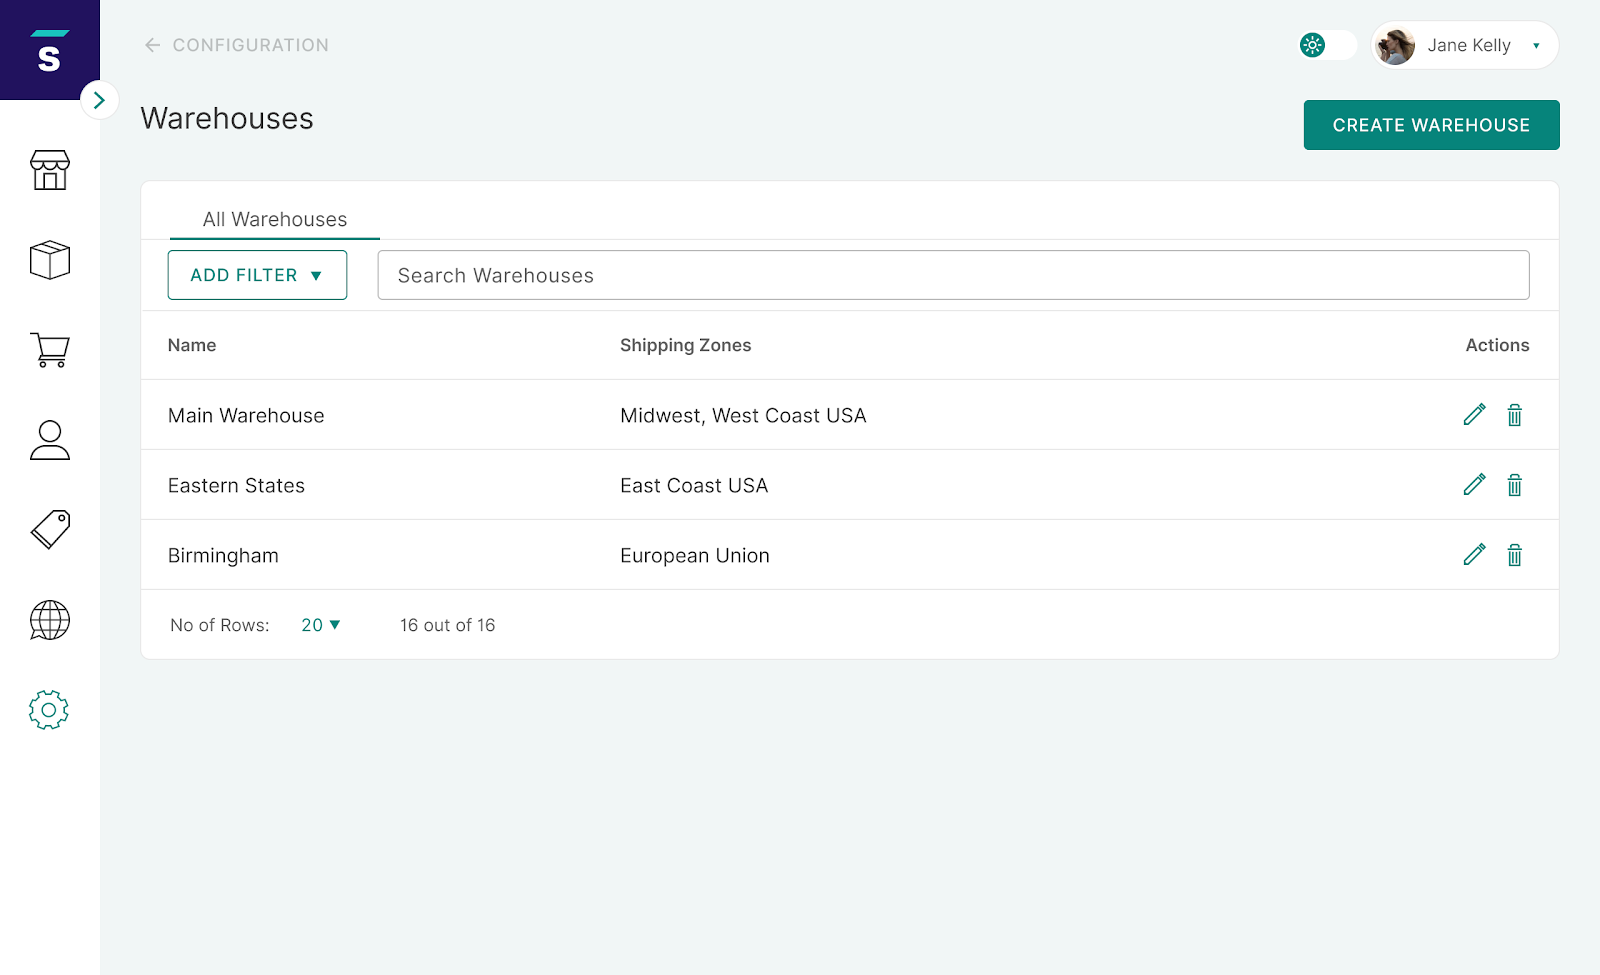 S
CONFIGURATION
Jane Kelly
Warehouses
CREATE WAREHOUSE
All Warehouses
ADD FILTER
Search Warehouses
Name Shipping Zones Actions
Main Warehouse Midwest, West Coast USA
Eastern States East Coast USA
Birmingham European Union
No of Rows: 20 16 out of 16